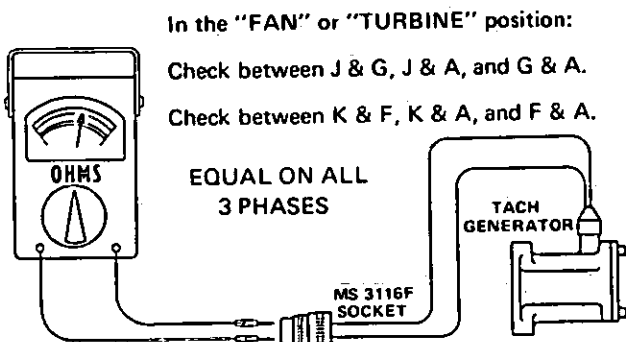 In the "FAN" or "TURBINE" position:
Check between J & G, J & A, and G & A.
Check between K & F, K & A, and F & A.
OHMS
EQUAL ON ALL
3 PHASES
TACH
GENERATOR
MS 3116F
SOCKET